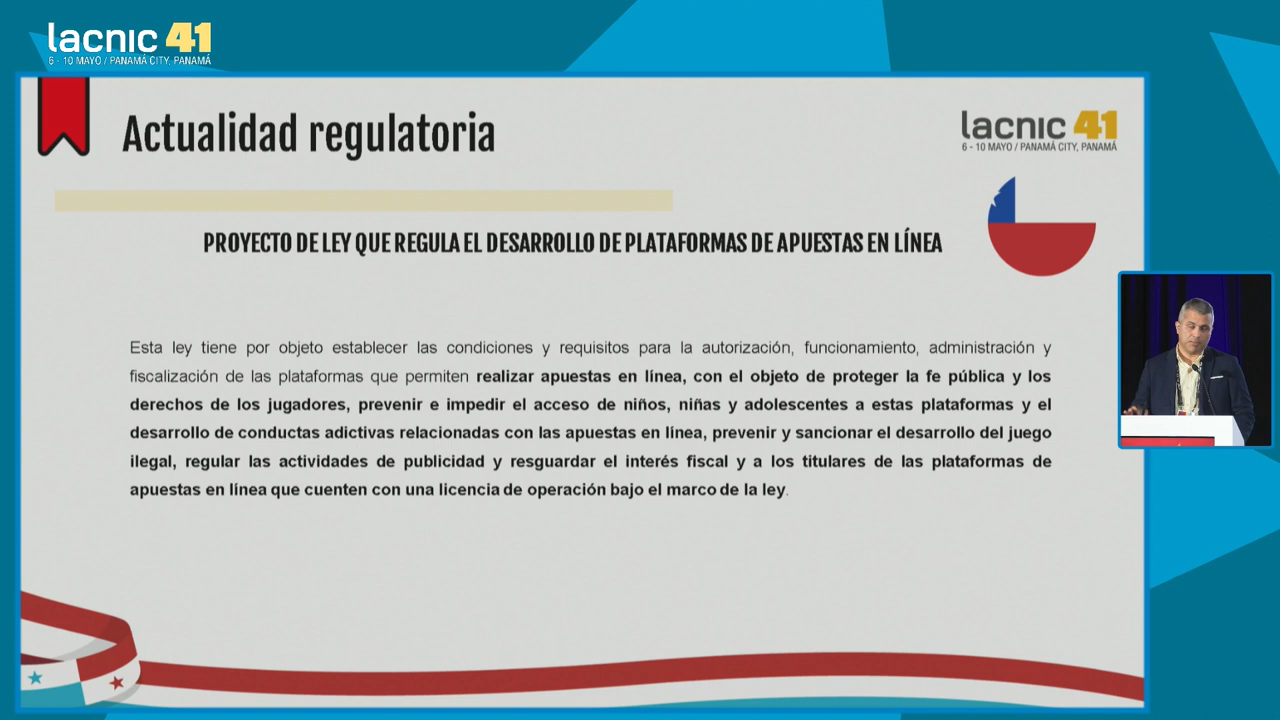 lacnic 41
6 - 10 MAYO / PANAMÁ CITY, PANAMÁ
Actualidad regulatoria
lacnic 41
6 - 10 MAYO / PANAMÁ CITY, PANAMÁ
PROYECTO DE LEY QUE REGULA EL DESARROLLO DE PLATAFORMAS DE APUESTAS EN LÍNEA
Esta ley tiene por objeto establecer las condiciones y requisitos para la autorización, funcionamiento, administración y
fiscalización de las plataformas que permiten realizar apuestas en línea, con el objeto de proteger la fe pública y los
derechos de los jugadores, prevenir e impedir el acceso de niños, niñas y adolescentes a estas plataformas y el
desarrollo de conductas adictivas relacionadas con las apuestas en línea, prevenir y sancionar el desarrollo del juego
ilegal, regular las actividades de publicidad y resguardar el interés fiscal y a los titulares de las plataformas de
apuestas en línea que cuenten con una licencia de operación bajo el marco de la ley.